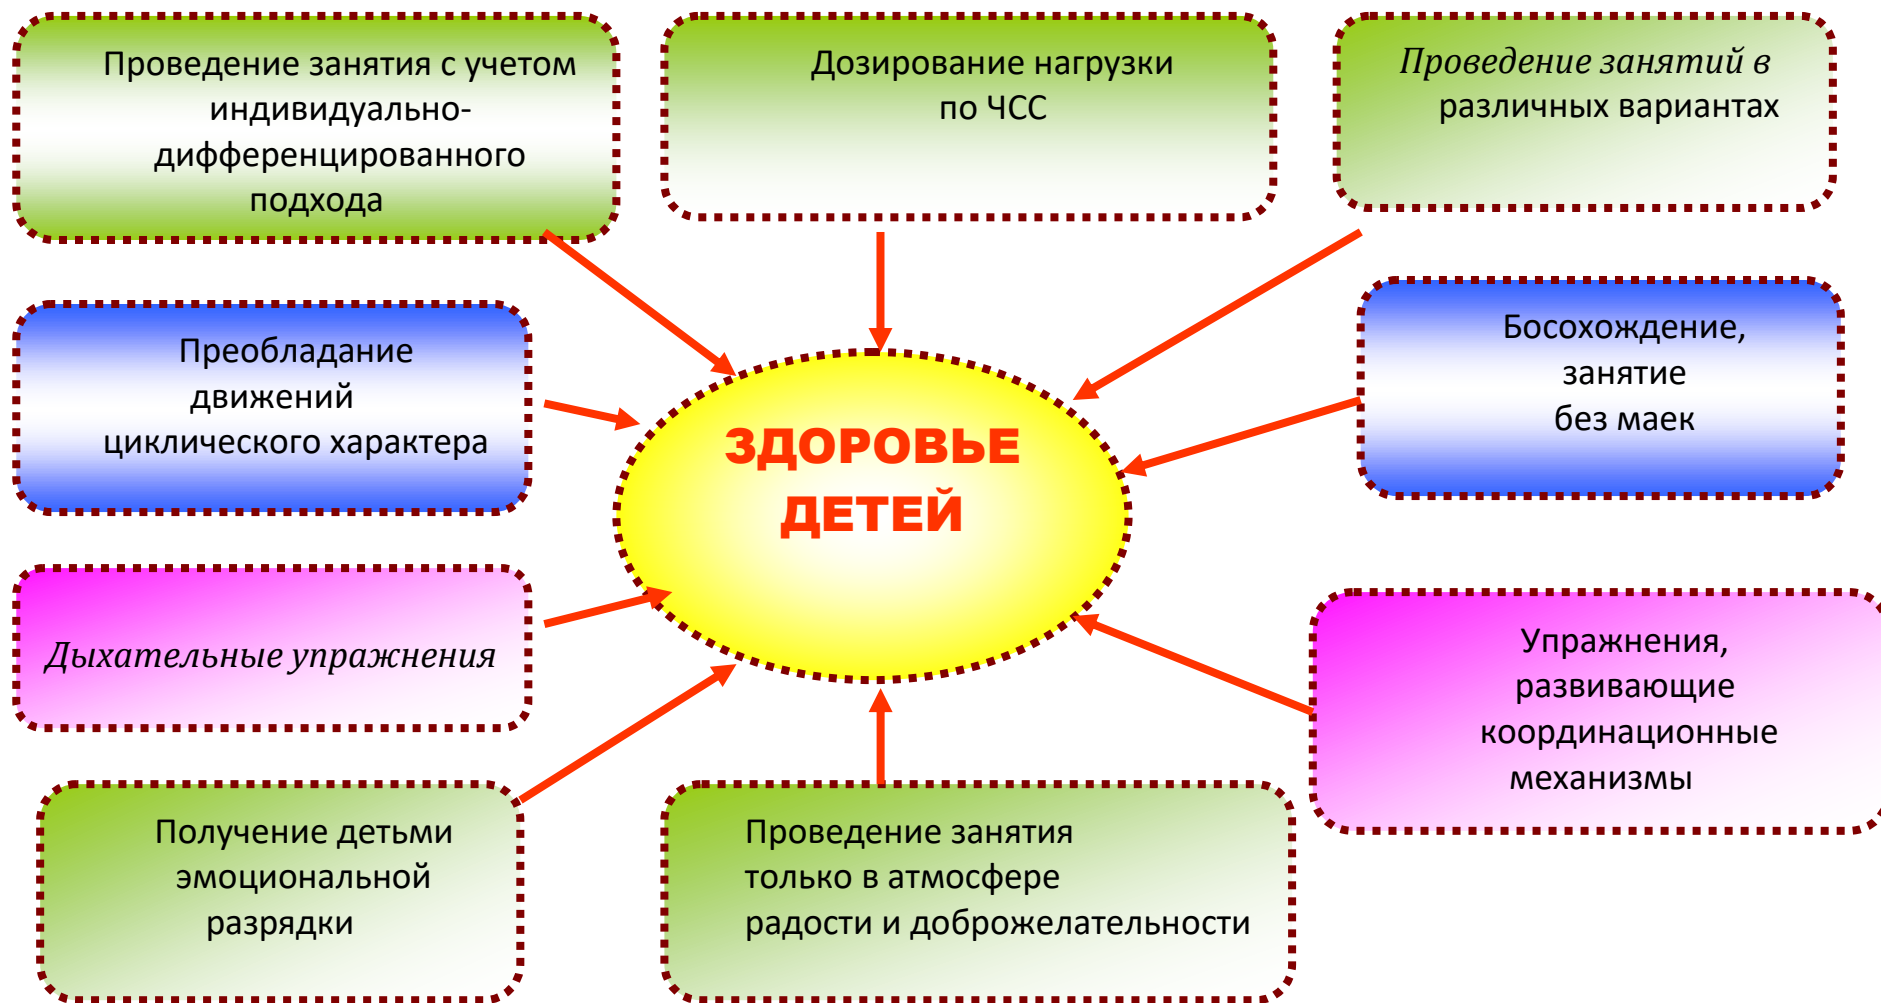 Проведение занятия с учетом
индивидуально-
дифференцированного
подхода
Дозирование нагрузки
по ЧСС
Проведение занятий в
различных вариантах
Преобладание
движений
циклического характера
Босохождение,
занятие
без маек
ЗДОРОВЬЕ
ДЕТЕЙ
Дыхательные упражнения
Упражнения,
развивающие
координационные
механизмы
Получение детьми
эмоциональной
разрядки
Проведение занятия
только в атмосфере
радости и доброжелательности